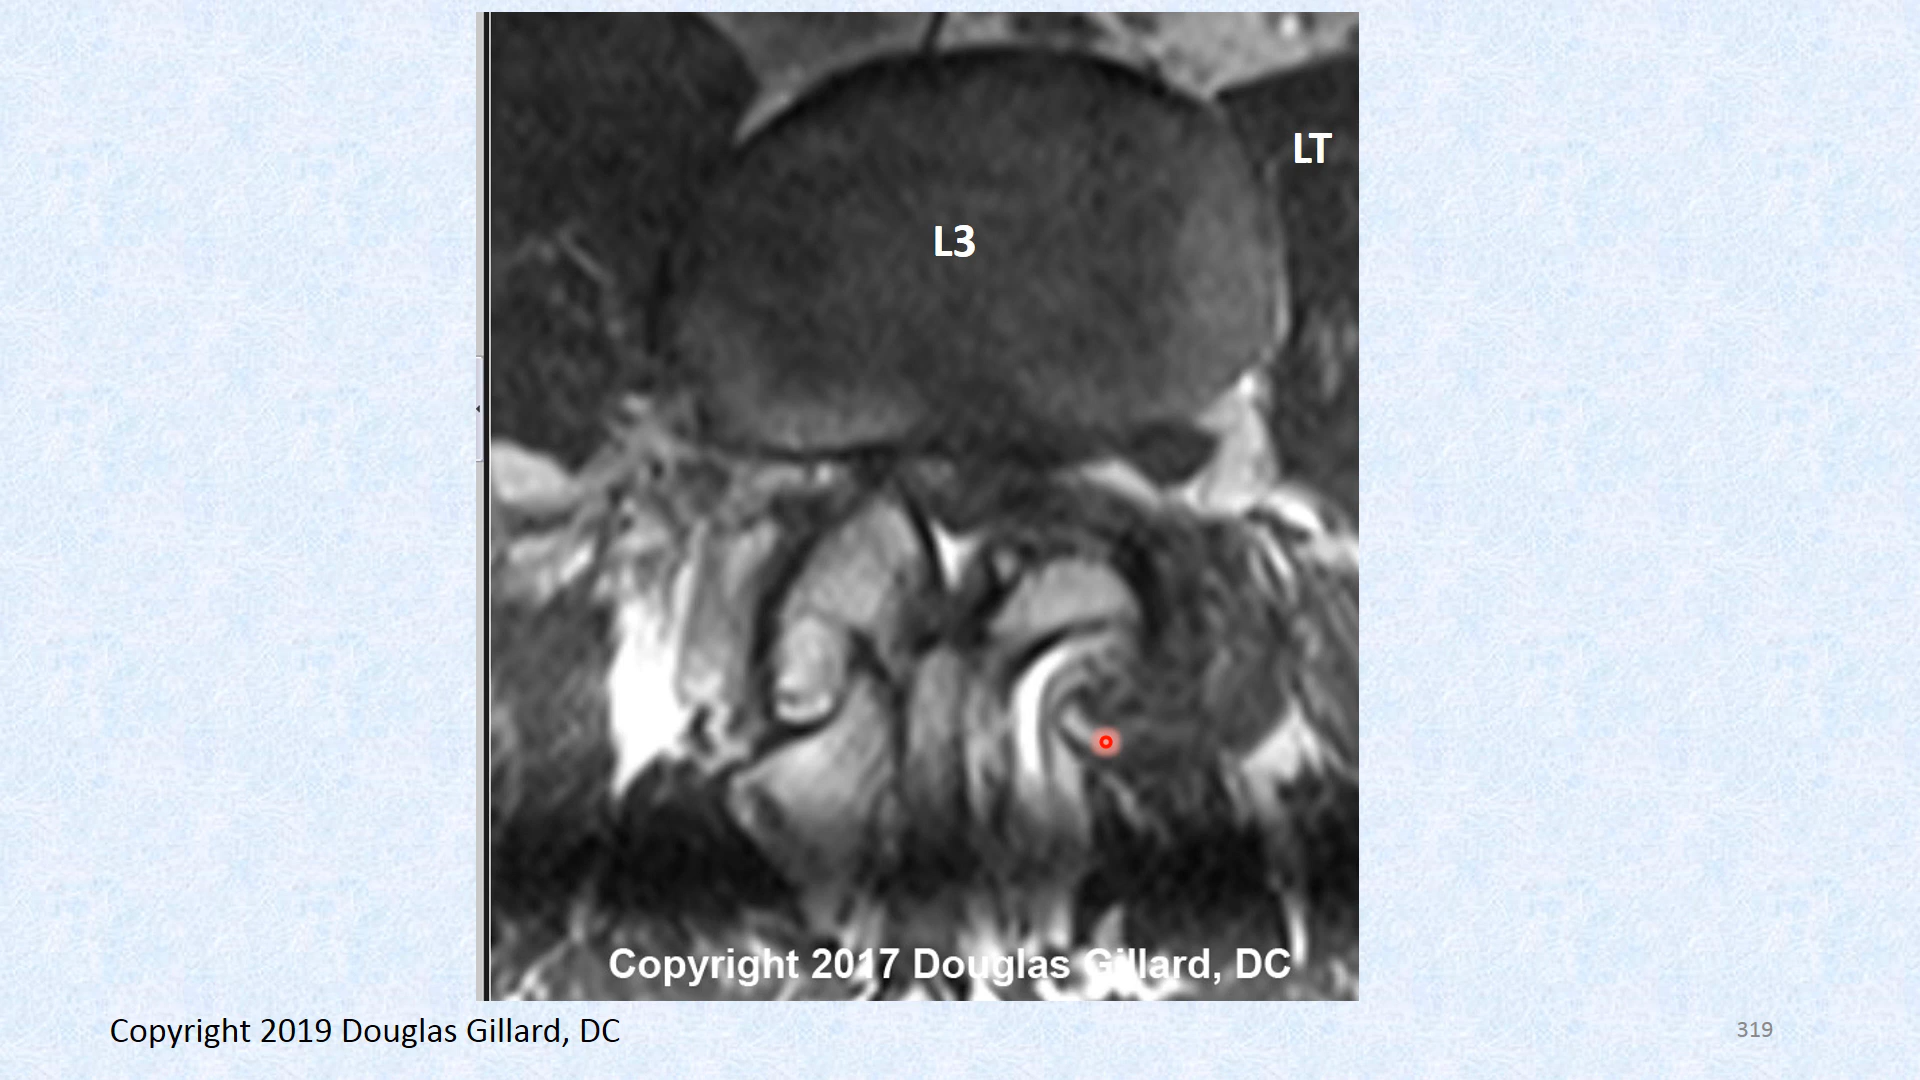 LT
L3
Copyright 2017 Douglas Gillard, DC
Copyright 2019 Douglas Gillard, DC
319